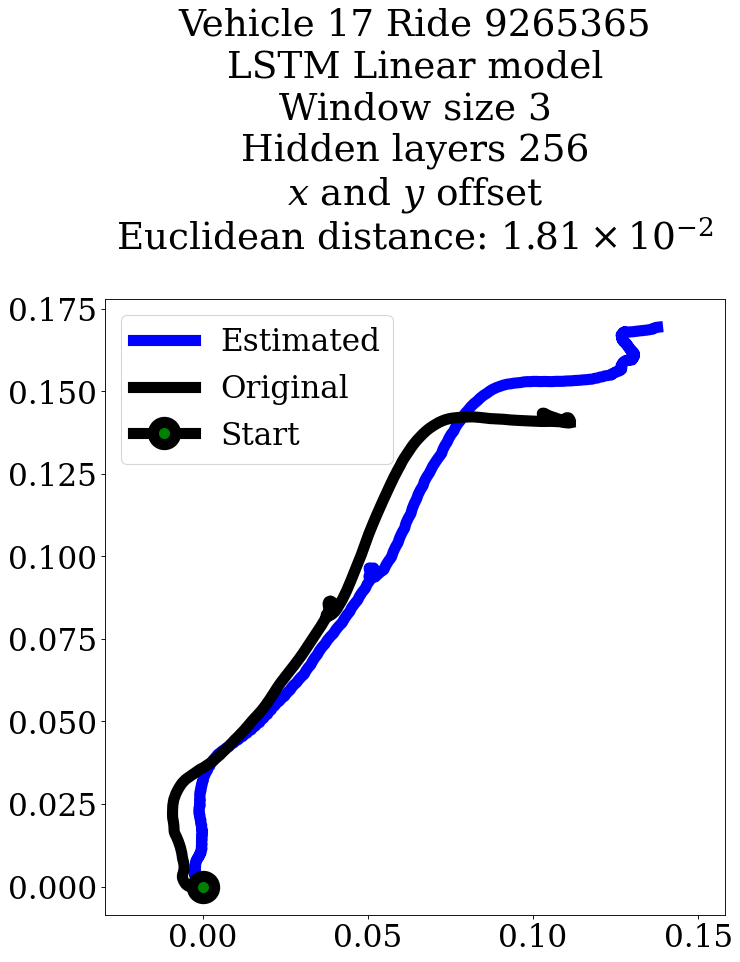 Vehicle 17 Ride 9265365
LSTM Linear model
Window size 3
Hidden layers 256
x and y offset
Euclidean distance: 1.81 × 10⁻²
Estimated
Original
Start
0.175
0.150
0.125
0.100
0.075
0.050
0.025
0.000
0.00 0.05 0.10 0.15